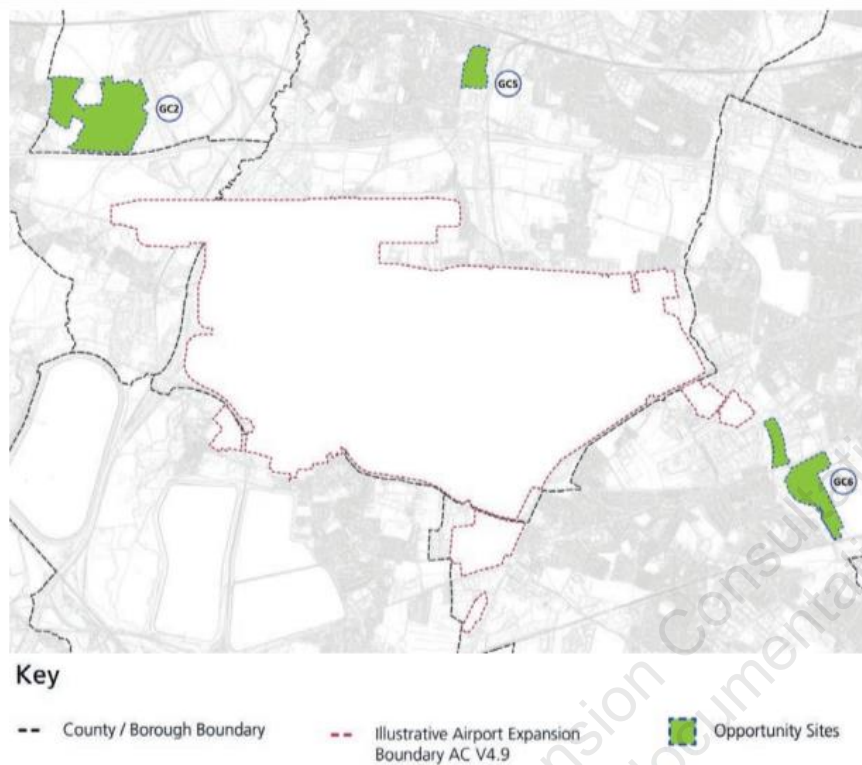 GC2
GC5
GC6
Key
County / Borough Boundary
Illustrative Airport Expansion
Boundary AC V4.9
Opportunity Sites